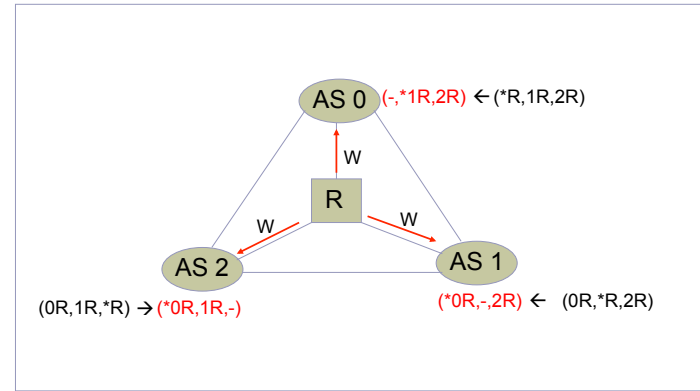 AS 0 (-,*1R,2R) ← (*R,1R,2R)
W
R
W
W
AS 2
AS 1
(0R,1R,*R) → (*0R,1R,-)
(*0R,-,2R) ← (0R,*R,2R)